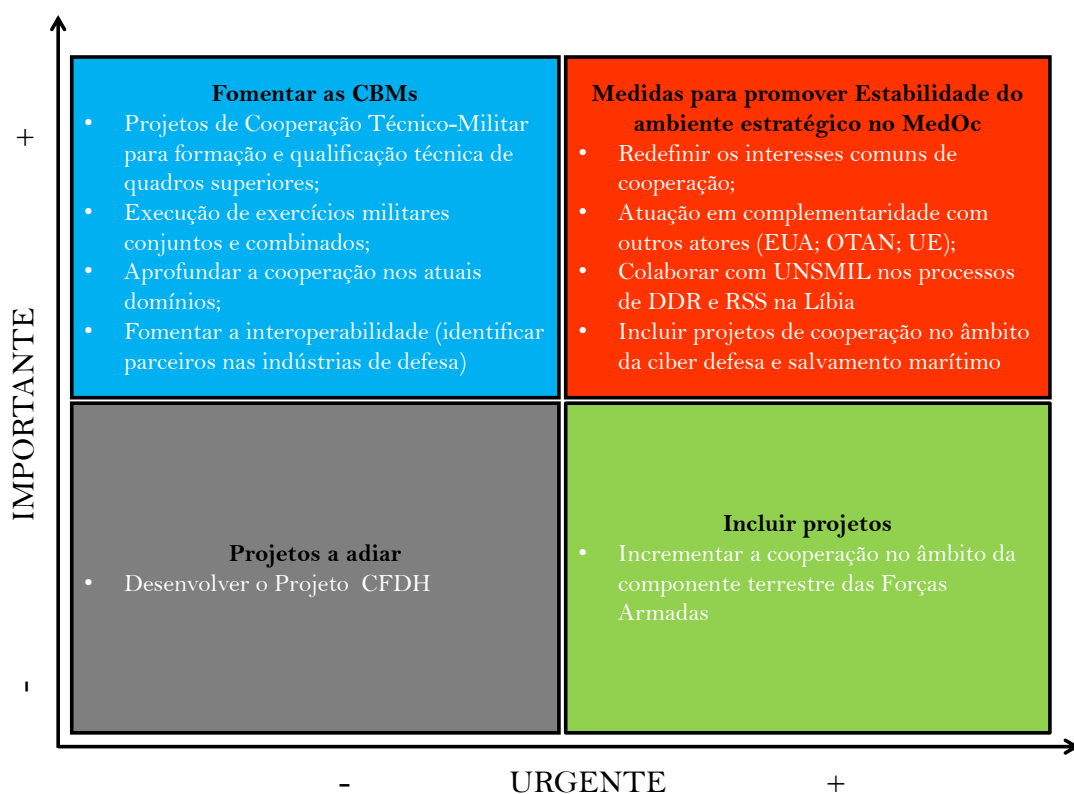 +
IMPORTANTE
-
Fomentar as CBMs
• Projetos de Cooperação Técnico-Militar
para formação e qualificação técnica de
quadros superiores;
• Execução de exercícios militares
conjuntos e combinados;
• Aprofundar a cooperação nos atuais
domínios;
• Fomentar a interoperabilidade (identificar
parceiros nas indústrias de defesa)
Medidas para promover Estabilidade do
ambiente estratégico no MedOc
• Redefinir os interesses comuns de
cooperação;
• Atuação em complementaridade com
outros atores (EUA; OTAN; UE);
• Colaborar com UNSMIL nos processos
de DDR e RSS na Líbia
• Incluir projetos de cooperação no âmbito
da ciber defesa e salvamento marítimo
Projetos a adiar
• Desenvolver o Projeto CFDH
Incluir projetos
• Incrementar a cooperação no âmbito da
componente terrestre das Forças
Armadas
- URGENTE +